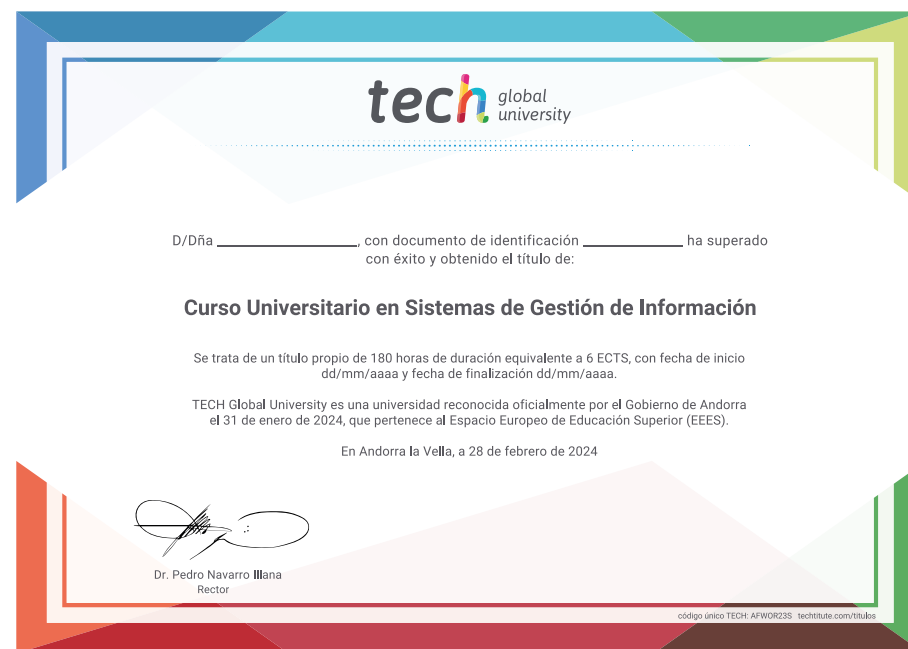 tech global university
D/Dña ____________________, con documento de identificación ______________ ha superado
con éxito y obtenido el título de:
Curso Universitario en Sistemas de Gestión de Información
Se trata de un título propio de 180 horas de duración equivalente a 6 ECTS, con fecha de inicio
dd/mm/aaaa y fecha de finalización dd/mm/aaaa.
TECH Global University es una universidad reconocida oficialmente por el Gobierno de Andorra
el 31 de enero de 2024, que pertenece al Espacio Europeo de Educación Superior (EEES).
En Andorra la Vella, a 28 de febrero de 2024
Dr. Pedro Navarro Illana
Rector
código único TECH: AFWOR23S techtitute.com/titulos